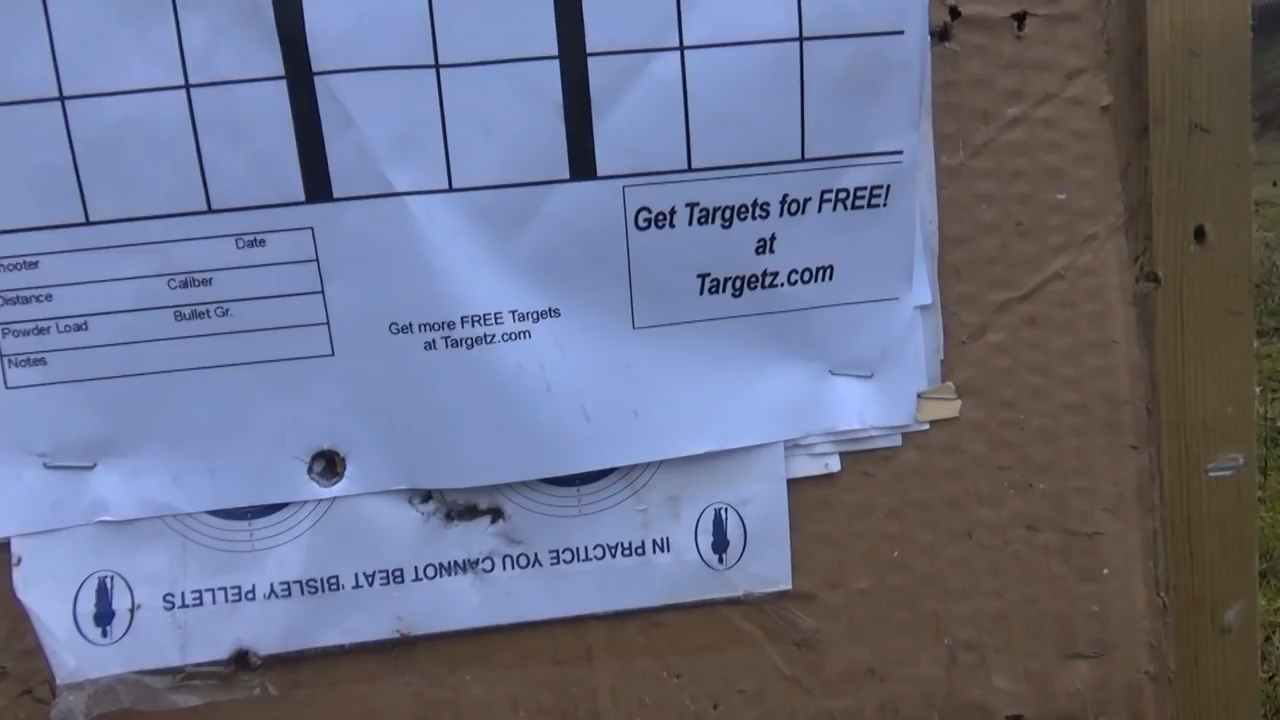 Get Targets for FREE!
at
Targetz.com
Date
hooter
Distance
Caliber
Powder Load
Bullet Gr.
Notes
Get more FREE Targets
at Targetz.com
IN PRACTICE YOU CANNOT BEAT 'BISLEY' PELLETS